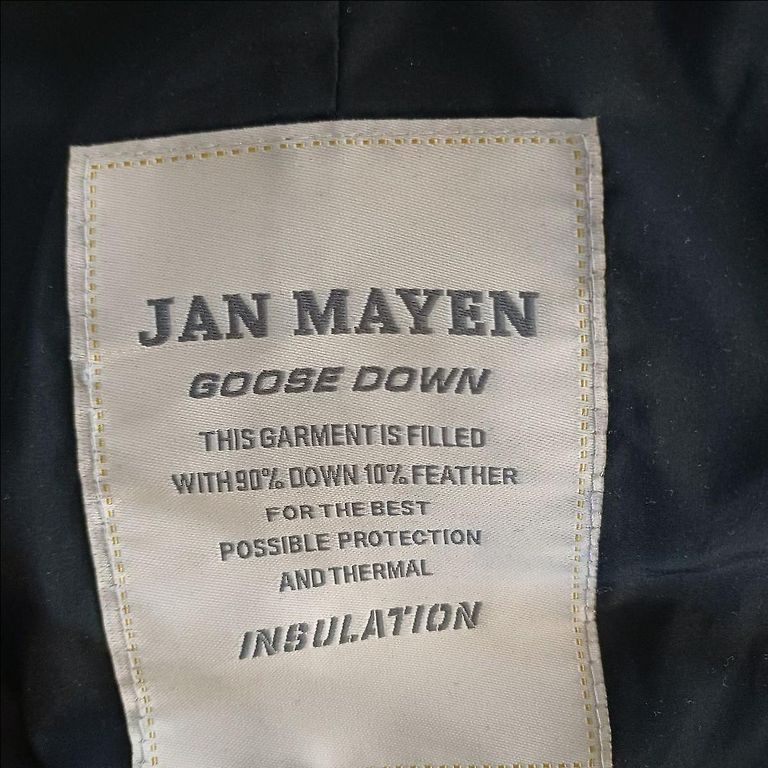 JAN MAYEN
GOOSE DOWN
THIS GARMENT IS FILLED
WITH 90% DOWN 10% FEATHER
FOR THE BEST
POSSIBLE PROTECTION
AND THERMAL
INSULATION